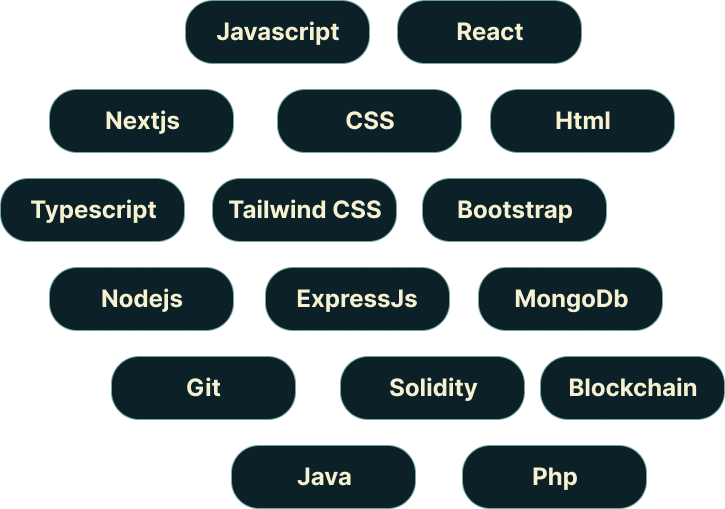 Javascript React
Nextjs CSS Html
Typescript Tailwind CSS Bootstrap
Nodejs ExpressJs MongoDb
Git Solidity Blockchain
Java Php